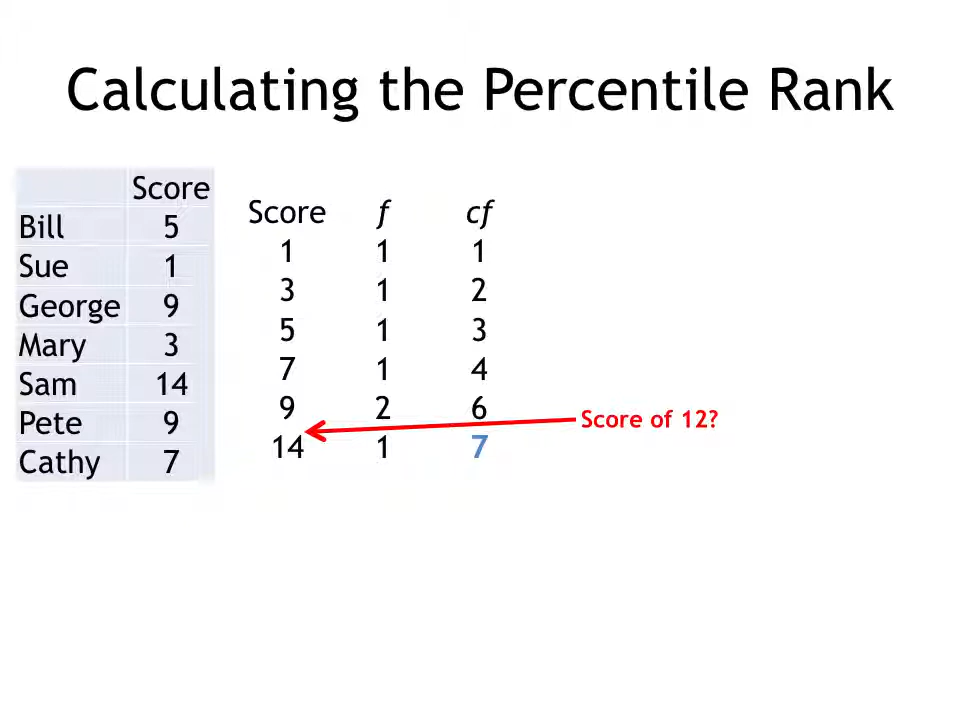 Calculating the Percentile Rank
Score
Bill 5
Sue 1
George 9
Mary 3
Sam 14
Pete 9
Cathy 7
Score f cf
1 1 1
3 1 2
5 1 3
7 1 4
9 2 6
14 1 7
Score of 12?